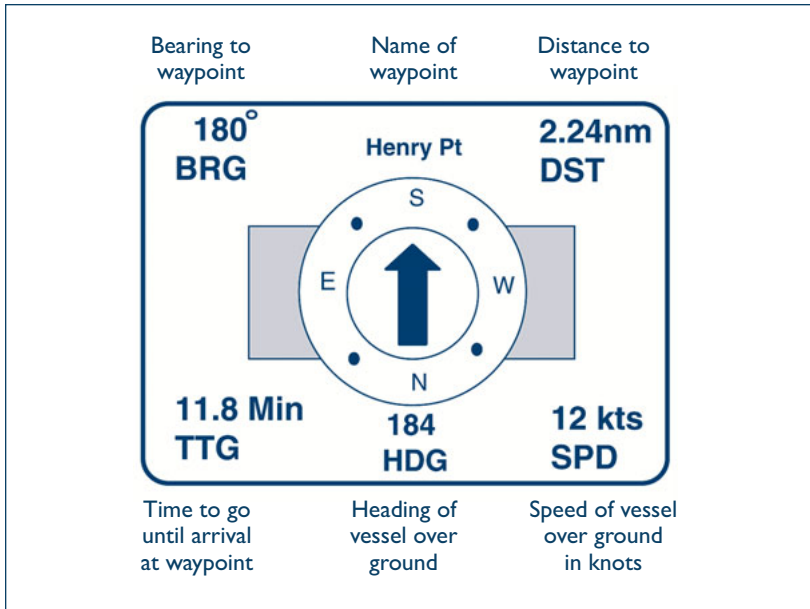 Bearing to
waypoint
Name of
waypoint
Distance to
waypoint
180°
BRG
Henry Pt
2.24nm
DST
S
E
W
N
11.8 Min
TTG
184
HDG
12 kts
SPD
Time to go
until arrival
at waypoint
Heading of
vessel over
ground
Speed of vessel
over ground
in knots